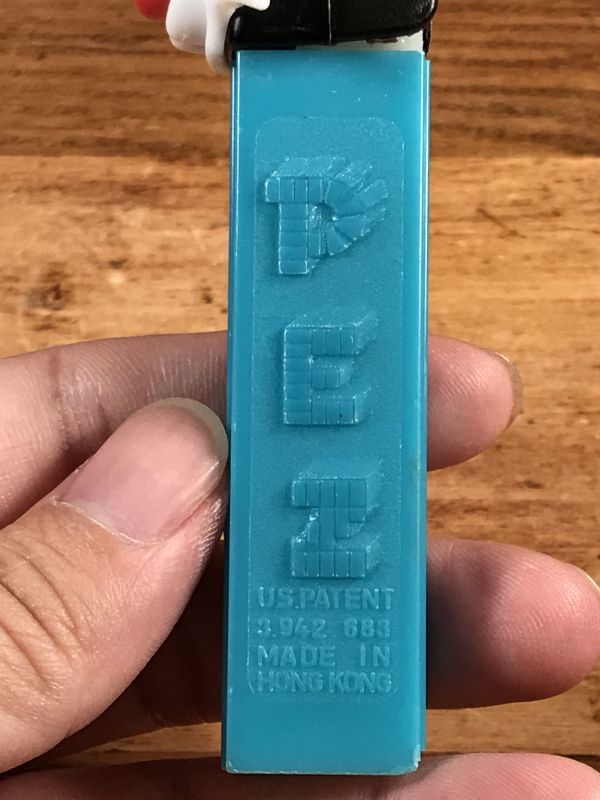 PEZ
U.S. PATENT
3.942 683
MADE IN
HONG KONG